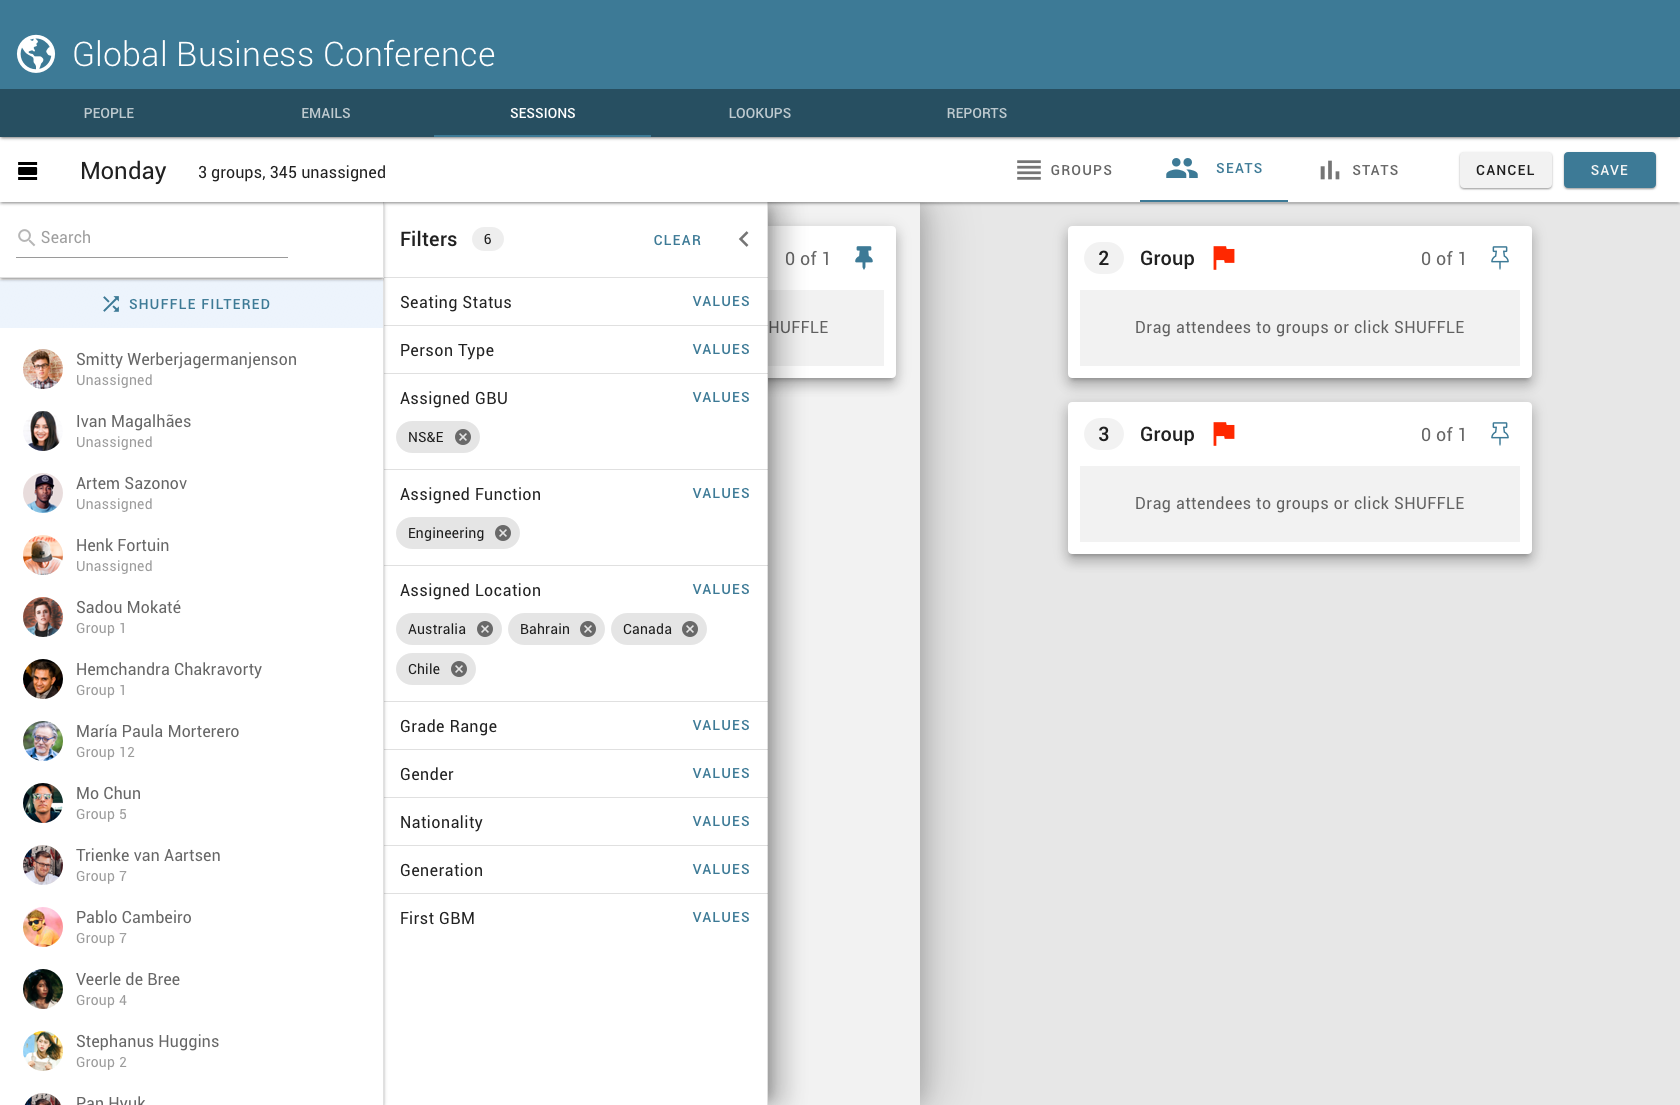 Global Business Conference
PEOPLE EMAILS SESSIONS LOOKUPS REPORTS
Monday 3 groups, 345 unassigned GROUPS SEATS STATS CANCEL SAVE
Search
SHUFFLE FILTERED
Smitty Werberjagermanjenson
Unassigned
Ivan Magalhães
Unassigned
Artem Sazonov
Unassigned
Henk Fortuin
Unassigned
Sadou Mokaté
Group 1
Hemchandra Chakravorty
Group 1
María Paula Morterero
Group 12
Mo Chun
Group 5
Trienke van Aartsen
Group 7
Pablo Cambeiro
Group 7
Veerle de Bree
Group 4
Stephanus Huggins
Group 2
Pan Hyuk
Filters 6 CLEAR
Seating Status VALUES
Person Type VALUES
Assigned GBU VALUES
NS&E
Assigned Function VALUES
Engineering
Assigned Location VALUES
Australia Bahrain Canada
Chile
Grade Range VALUES
Gender VALUES
Nationality VALUES
Generation VALUES
First GBM VALUES
0 of 1
HUFFLE
2 Group 0 of 1
Drag attendees to groups or click SHUFFLE
3 Group 0 of 1
Drag attendees to groups or click SHUFFLE